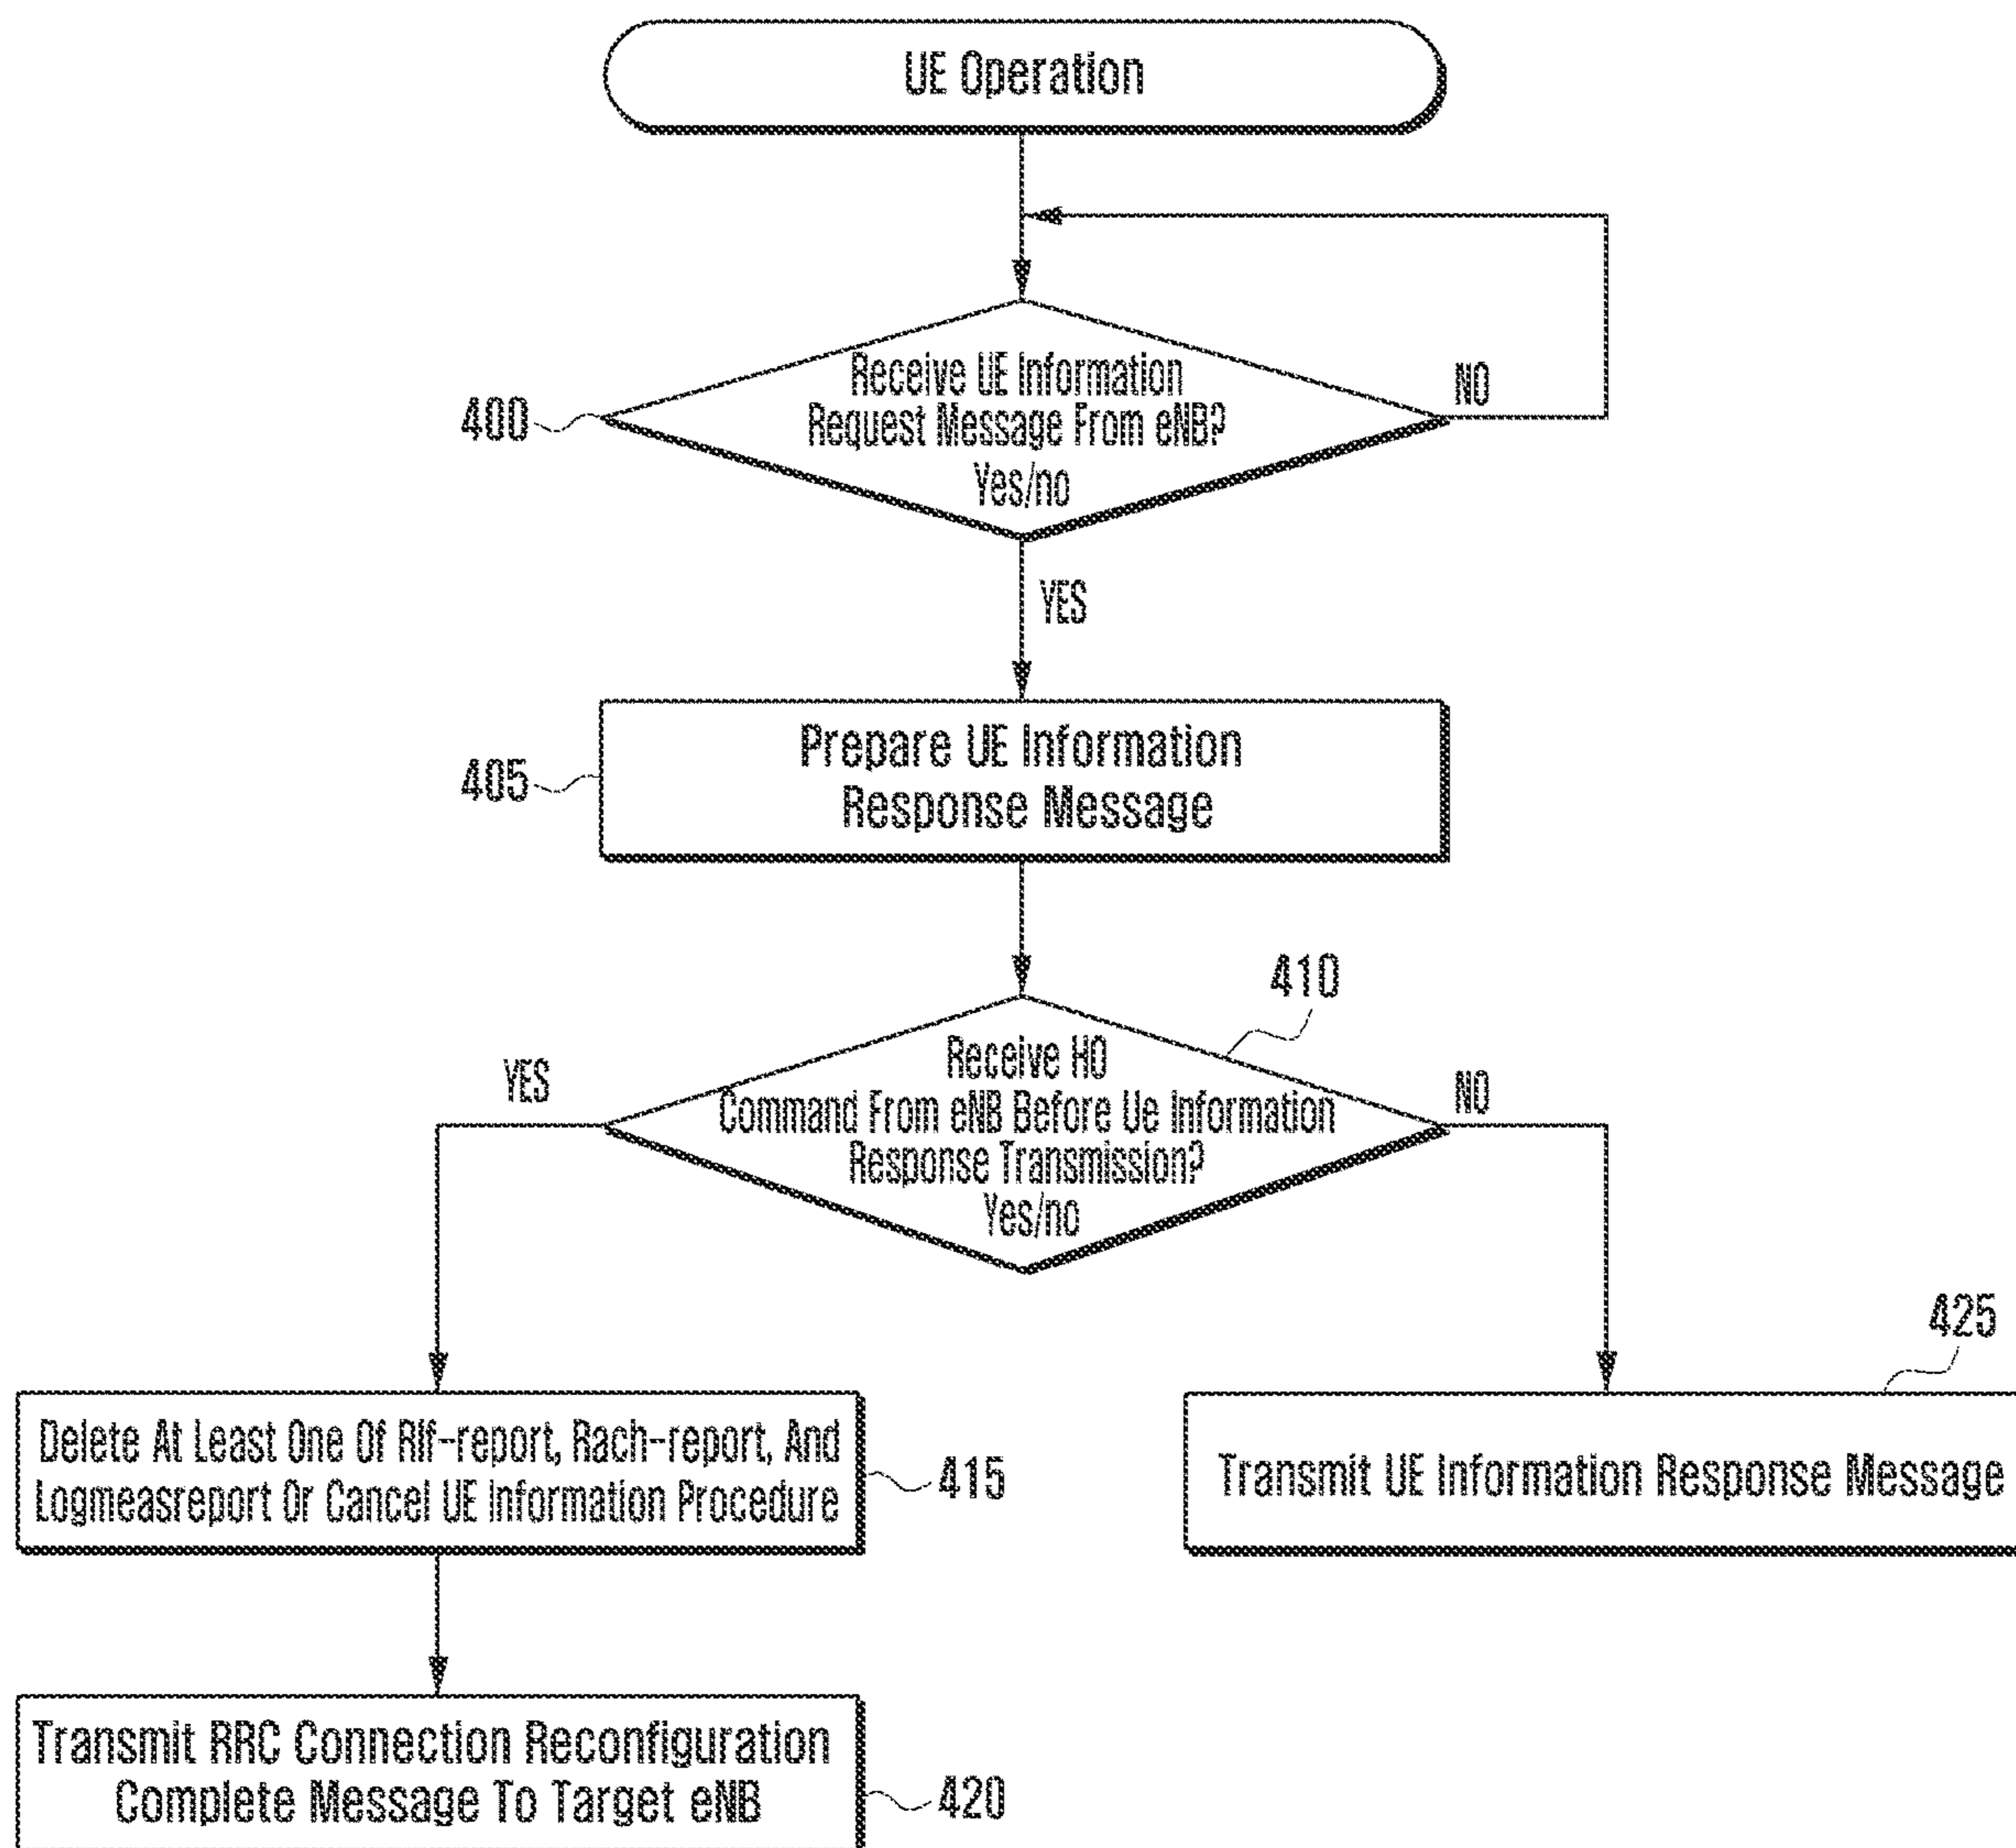 UE Operation
Receive UE Information
Request Message From eNB?
Yes/no
NO
400
YES
Prepare UE Information
Response Message
405
410
Receive HO
Command From eNB Before Ue Information
Response Transmission?
Yes/no
YES
NO
425
Delete At Least One Of Rlf-report, Rach-report, And
Logmeasreport Or Cancel UE Information Procedure
415
Transmit UE Information Response Message
Transmit RRC Connection Reconfiguration
Complete Message To Target eNB
420